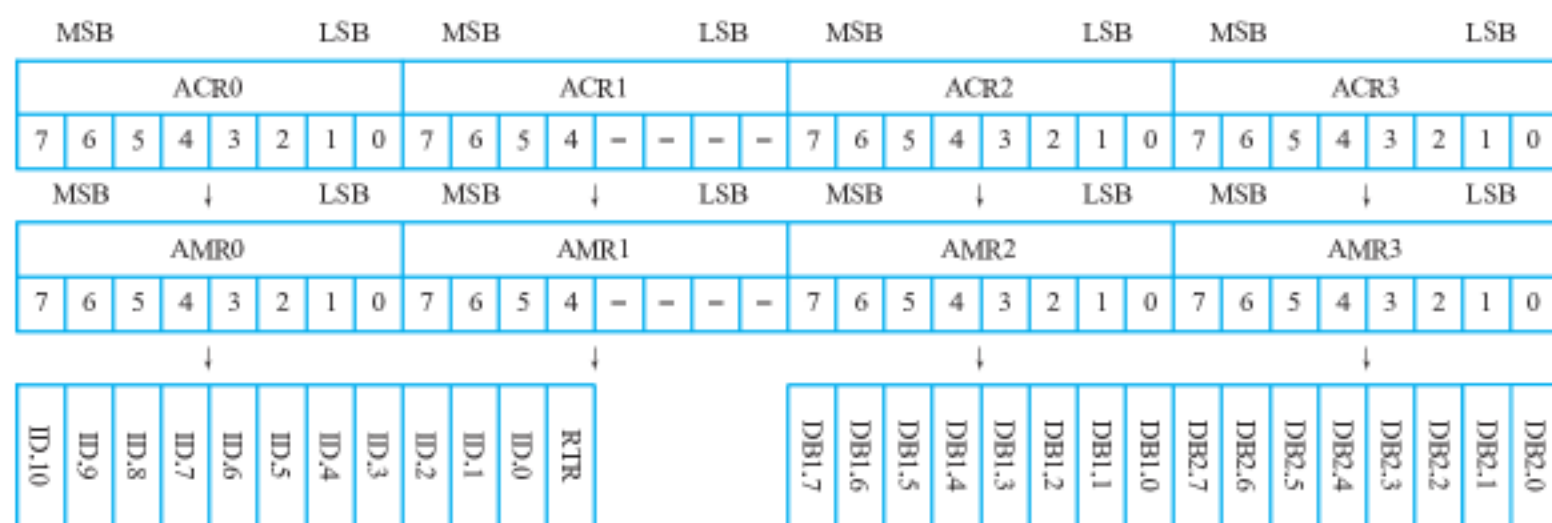 MSB LSB MSB LSB MSB LSB MSB LSB
ACR0 ACR1 ACR2 ACR3
7 6 5 4 3 2 1 0 7 6 5 4 – – – – 7 6 5 4 3 2 1 0 7 6 5 4 3 2 1 0
MSB ↓ LSB MSB ↓ LSB MSB ↓ LSB MSB ↓ LSB
AMR0 AMR1 AMR2 AMR3
7 6 5 4 3 2 1 0 7 6 5 4 – – – – 7 6 5 4 3 2 1 0 7 6 5 4 3 2 1 0
↓ ↓ ↓ ↓
ID.10 ID.9 ID.8 ID.7 ID.6 ID.5 ID.4 ID.3 ID.2 ID.1 ID.0 RTR DB1.7 DB1.6 DB1.5 DB1.4 DB1.3 DB1.2 DB1.1 DB1.0 DB2.7 DB2.6 DB2.5 DB2.4 DB2.3 DB2.2 DB2.1 DB2.0